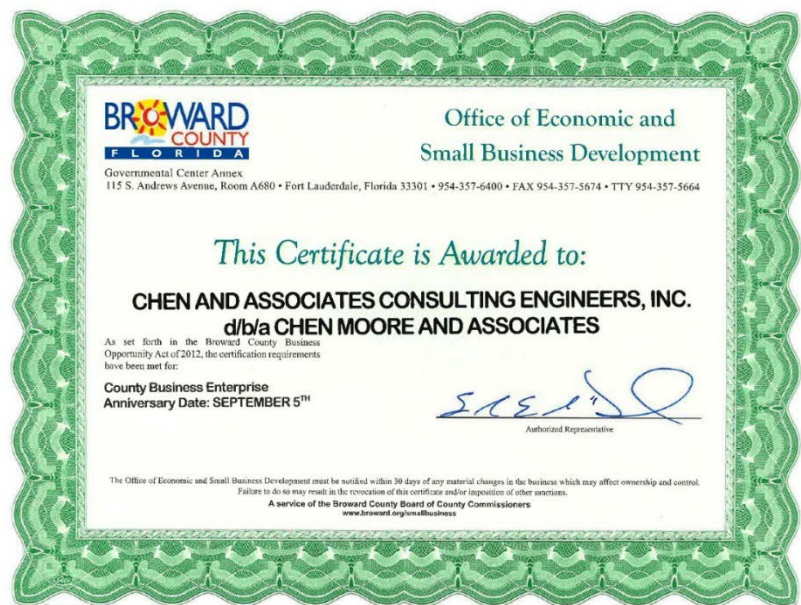 BROWARD
COUNTY
FLORIDA
Office of Economic and
Small Business Development
Governmental Center Annex
115 S. Andrews Avenue, Room A680 • Fort Lauderdale, Florida 33301 • 954-357-6400 • FAX 954-357-5674 • TTY 954-357-5664
This Certificate is Awarded to:
CHEN AND ASSOCIATES CONSULTING ENGINEERS, INC.
d/b/a CHEN MOORE AND ASSOCIATES
As set forth in the Broward County Business
Opportunity Act of 2012, the certification requirements
have been met for:
County Business Enterprise
Anniversary Date: SEPTEMBER 5TH
Authorized Representative
The Office of Economic and Small Business Development must be notified within 30 days of any material changes in the business which may affect ownership and control.
Failure to do so may result in the revocation of this certificate and/or imposition of other sanctions.
A service of the Broward County Board of County Commissioners
www.broward.org/smallbusiness